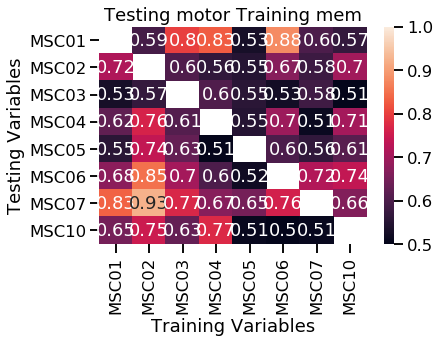 Testing motor Training mem
MSC01 0.59 0.8 0.83 0.53 0.88 0.6 0.57
MSC02 0.72 0.6 0.56 0.55 0.67 0.58 0.7
MSC03 0.53 0.57 0.6 0.55 0.53 0.58 0.51
MSC04 0.62 0.76 0.61 0.55 0.7 0.51 0.71
MSC05 0.55 0.74 0.63 0.51 0.6 0.56 0.61
MSC06 0.68 0.85 0.7 0.6 0.52 0.72 0.74
MSC07 0.83 0.93 0.77 0.67 0.65 0.76 0.66
MSC10 0.65 0.75 0.63 0.77 0.51 0.5 0.51
Testing Variables
MSC01 MSC02 MSC03 MSC04 MSC05 MSC06 MSC07 MSC10
Training Variables
1.0
0.9
0.8
0.7
0.6
0.5